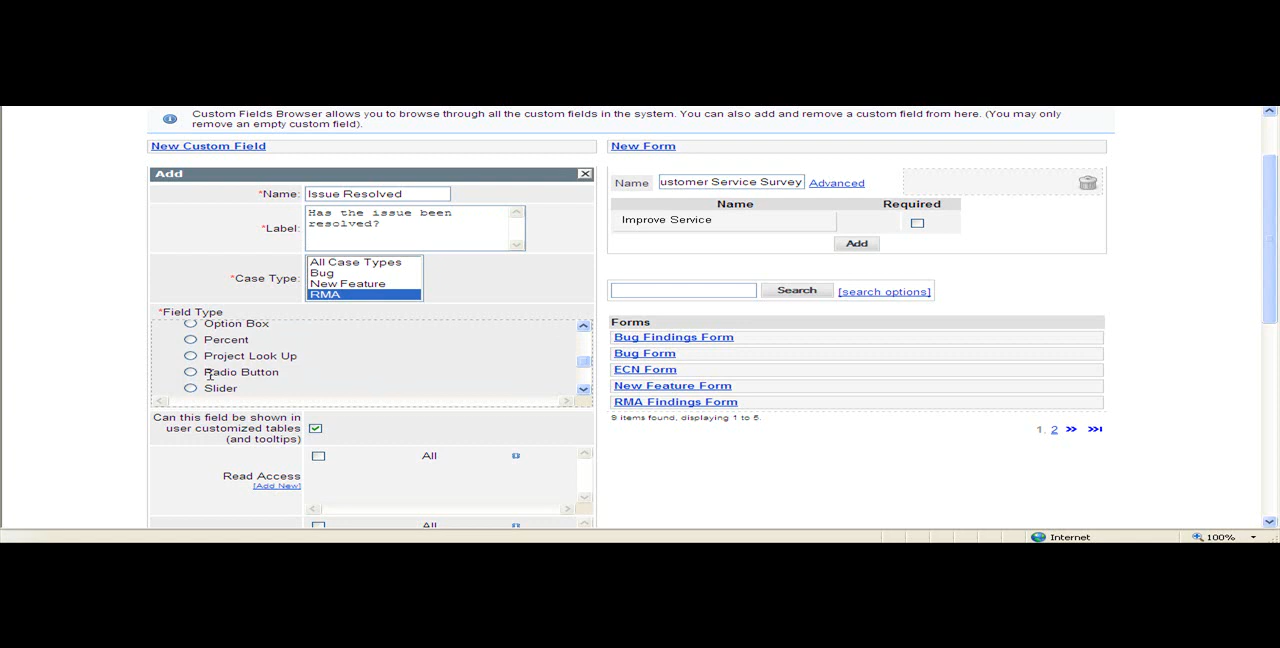 Custom Fields Browser allows you to browse through all the custom fields in the system. You can also add and remove a custom field from here. (You may only
remove an empty custom field).
New Custom Field
New Form
Add
*Name: Issue Resolved
*Label: Has the issue been
resolved?
*Case Type: All Case Types
Bug
New Feature
RMA
*Field Type
Option Box
Percent
Project Look Up
Radio Button
Slider
Can this field be shown in
user customized tables
(and tooltips)
Read Access
[Add New]
All
All
Name ustomer Service Survey Advanced
Name Required
Improve Service
Add
Search [search options]
Forms
Bug Findings Form
Bug Form
ECN Form
New Feature Form
RMA Findings Form
9 items found, displaying 1 to 5.
1, 2
Internet 100%